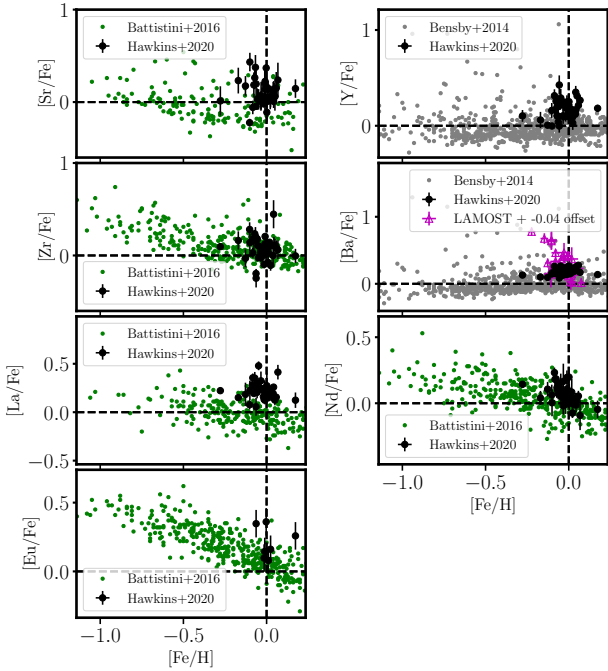 1
0
[Sr/Fe]
Battistini+2016
Hawkins+2020
1
0
[Zr/Fe]
Battistini+2016
Hawkins+2020
0.5
0.0
−0.5
[La/Fe]
Battistini+2016
Hawkins+2020
0.5
0.0
[Eu/Fe]
Battistini+2016
Hawkins+2020
−1.0
−0.5
0.0
[Fe/H]
1
0
[Y/Fe]
Bensby+2014
Hawkins+2020
1
0
[Ba/Fe]
Bensby+2014
Hawkins+2020
LAMOST + -0.04 offset
0.5
0.0
[Nd/Fe]
Battistini+2016
Hawkins+2020
−1.0
−0.5
0.0
[Fe/H]